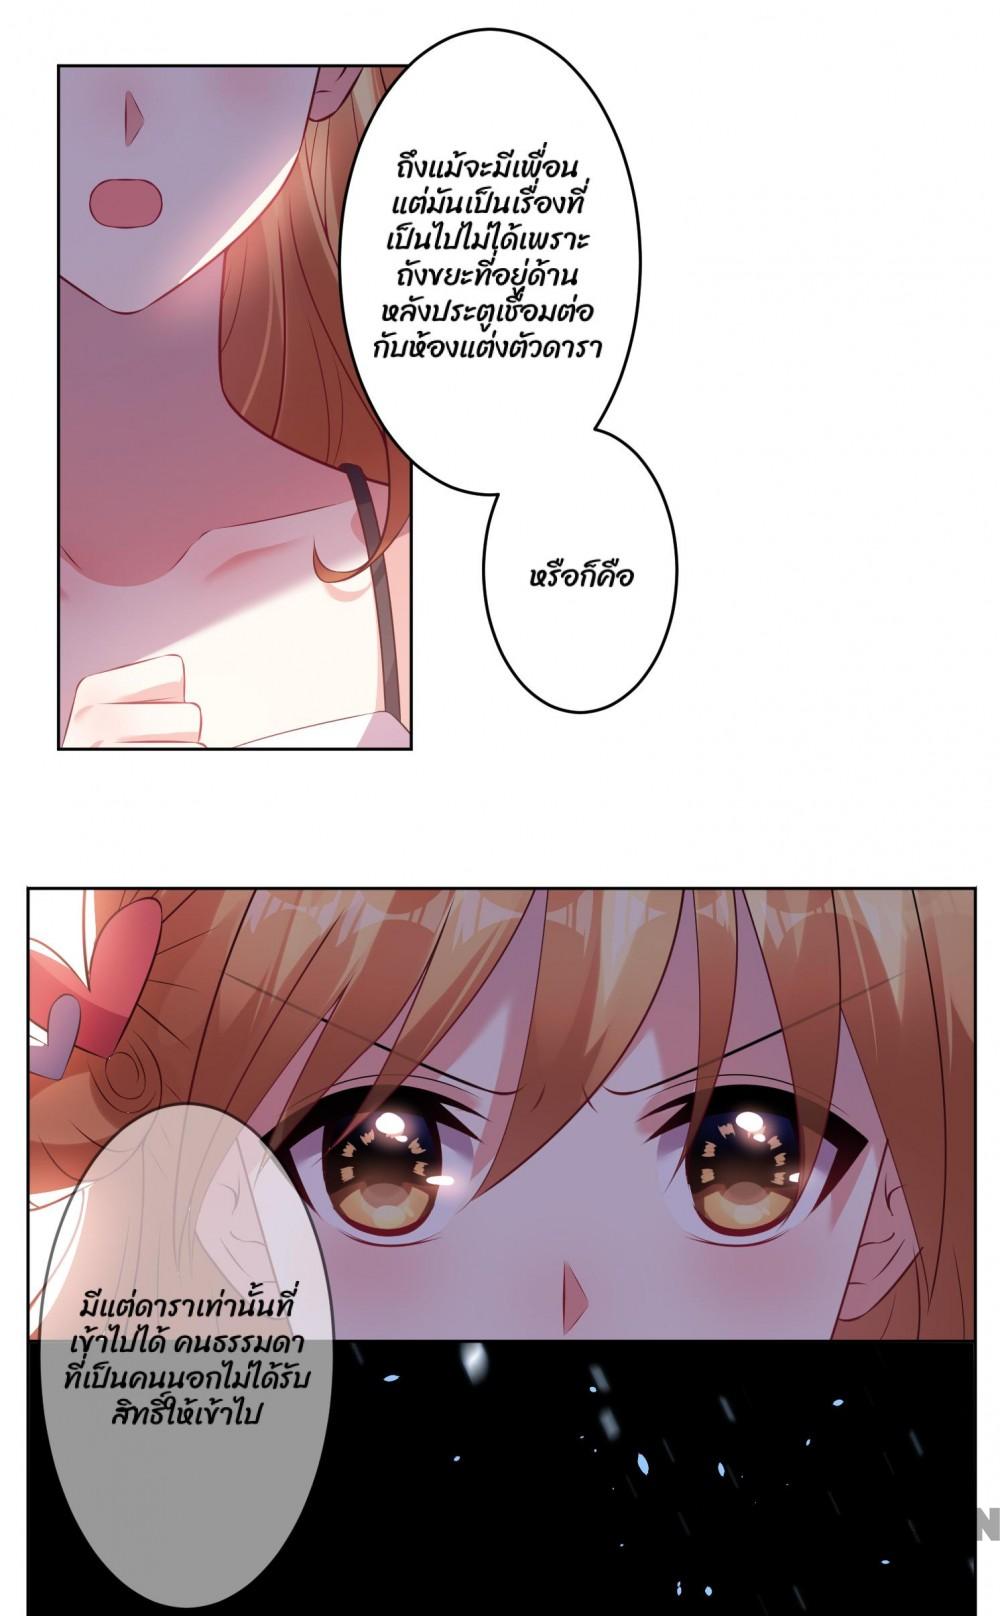 ถึงแม้จะมีเพื่อน
แต่มันเป็นเรื่องที่
เป็นไปไม่ได้เพราะ
ถังขยะที่อยู่ด้าน
หลังประตูเชื่อมต่อ
กับห้องแต่งตัวดารา
หรือก็คือ
มีแต่ดาราเท่านั้นที่
เข้าไปได้ คนธรรมดา
ที่เป็นคนนอกไม่ได้รับ
สิทธิ์ให้เข้าไป
N